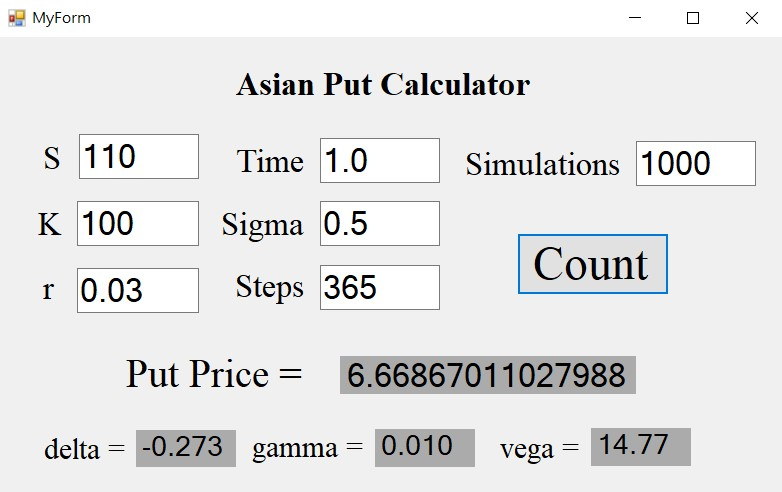 MyForm
Asian Put Calculator
S 110 Time 1.0 Simulations 1000
K 100 Sigma 0.5 Count
r 0.03 Steps 365
Put Price = 6.66867011027988
delta = -0.273 gamma = 0.010 vega = 14.77